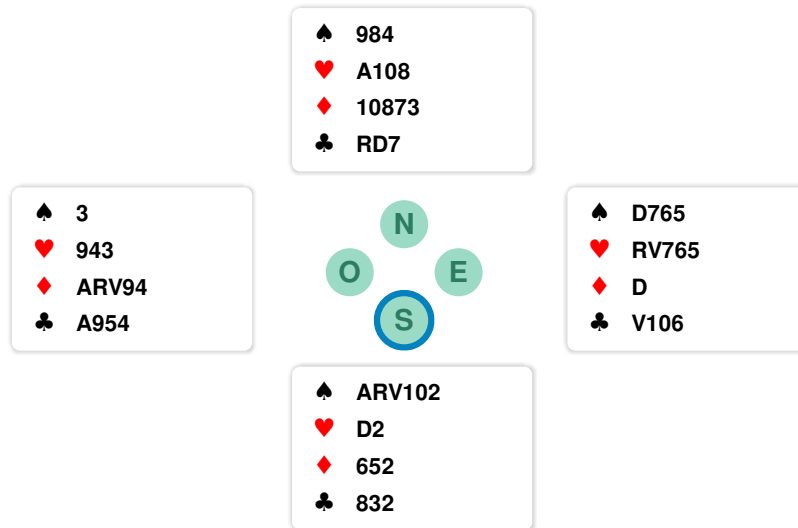 ♠ 984
♥ A108
♦ 10873
♣ RD7
♠ 3
♥ 943
♦ ARV94
♣ A954
N
O E
S
♠ D765
♥ RV765
♦ D
♣ V106
♠ ARV102
♥ D2
♦ 652
♣ 832